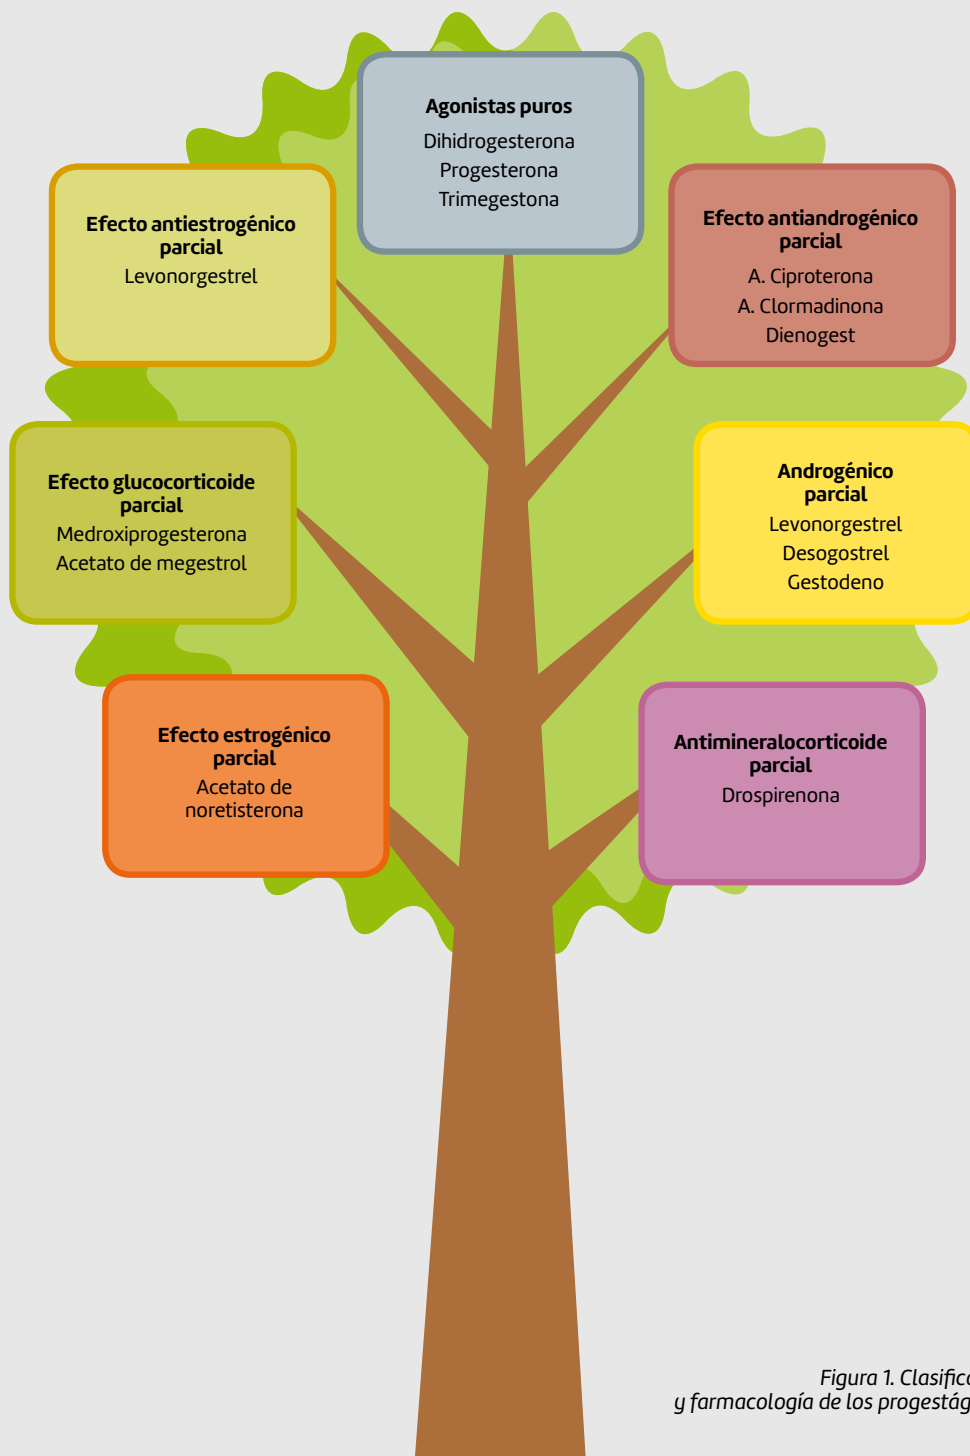 Agonistas puros
Dihidrogesterona
Progesterona
Trimegestona
Efecto antiestrogénico
parcial
Levonorgestrel
Efecto antiandrogénico
parcial
A. Ciproterona
A. Clormadinona
Dienogest
Efecto glucocorticoide
parcial
Medroxiprogesterona
Acetato de megestrol
Androgénico
parcial
Levonorgestrel
Desogostrel
Gestodeno
Efecto estrogénico
parcial
Acetato de
noretisterona
Antimineralocorticoide
parcial
Drospirenona
Figura 1.
y farmacología de los